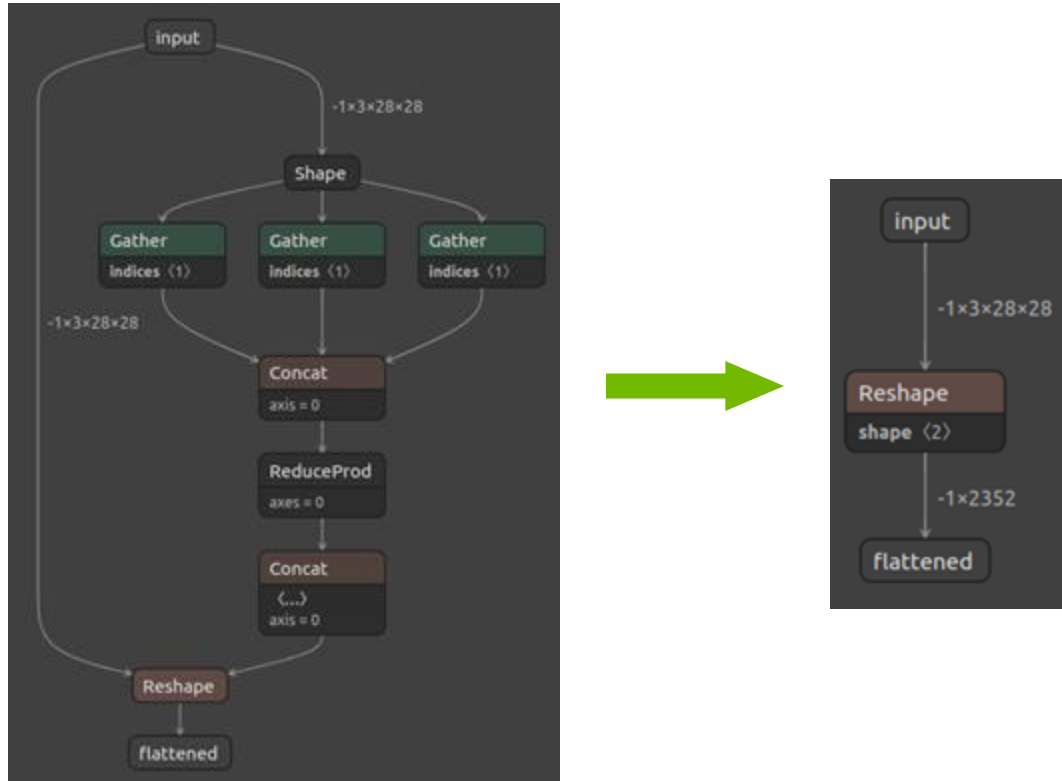 input
-1×3×28×28
Shape
Gather
indices〈1〉
Gather
indices〈1〉
Gather
indices〈1〉
-1×3×28×28
Concat
axis = 0
ReduceProd
axes = 0
Concat
〈...〉
axis = 0
Reshape
flattened
input
-1×3×28×28
Reshape
shape〈2〉
-1×2352
flattened